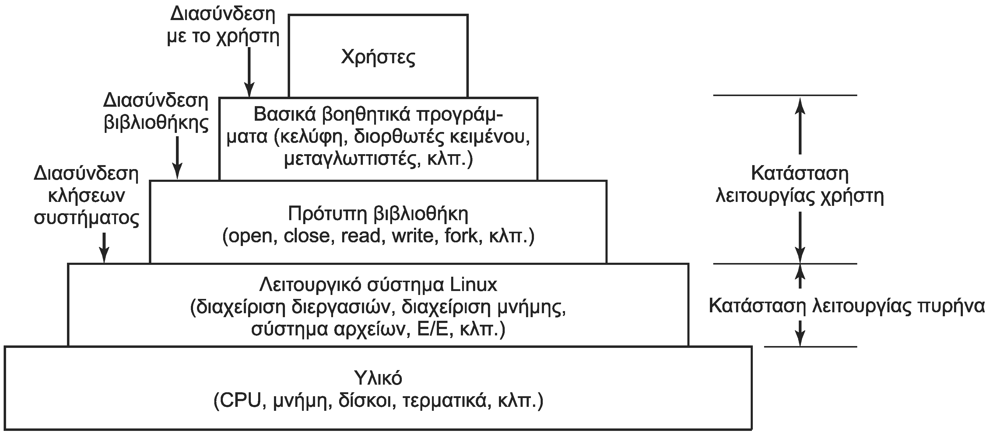 Διασύνδεση
με το χρήστη
Χρήστες
Διασύνδεση
βιβλιοθήκης
Βασικά βοηθητικά προγράμ-
ματα (κελύφη, διορθωτές κειμένου,
μεταγλωττιστές, κλπ.)
Διασύνδεση
κλήσεων
συστήματος
Πρότυπη βιβλιοθήκη
(open, close, read, write, fork, κλπ.)
Κατάσταση
λειτουργίας χρήστη
Λειτουργικό σύστημα Linux
(διαχείριση διεργασιών, διαχείριση μνήμης,
σύστημα αρχείων, Ε/Ε, κλπ.)
Κατάσταση λειτουργίας πυρήνα
Υλικό
(CPU, μνήμη, δίσκοι, τερματικά, κλπ.)